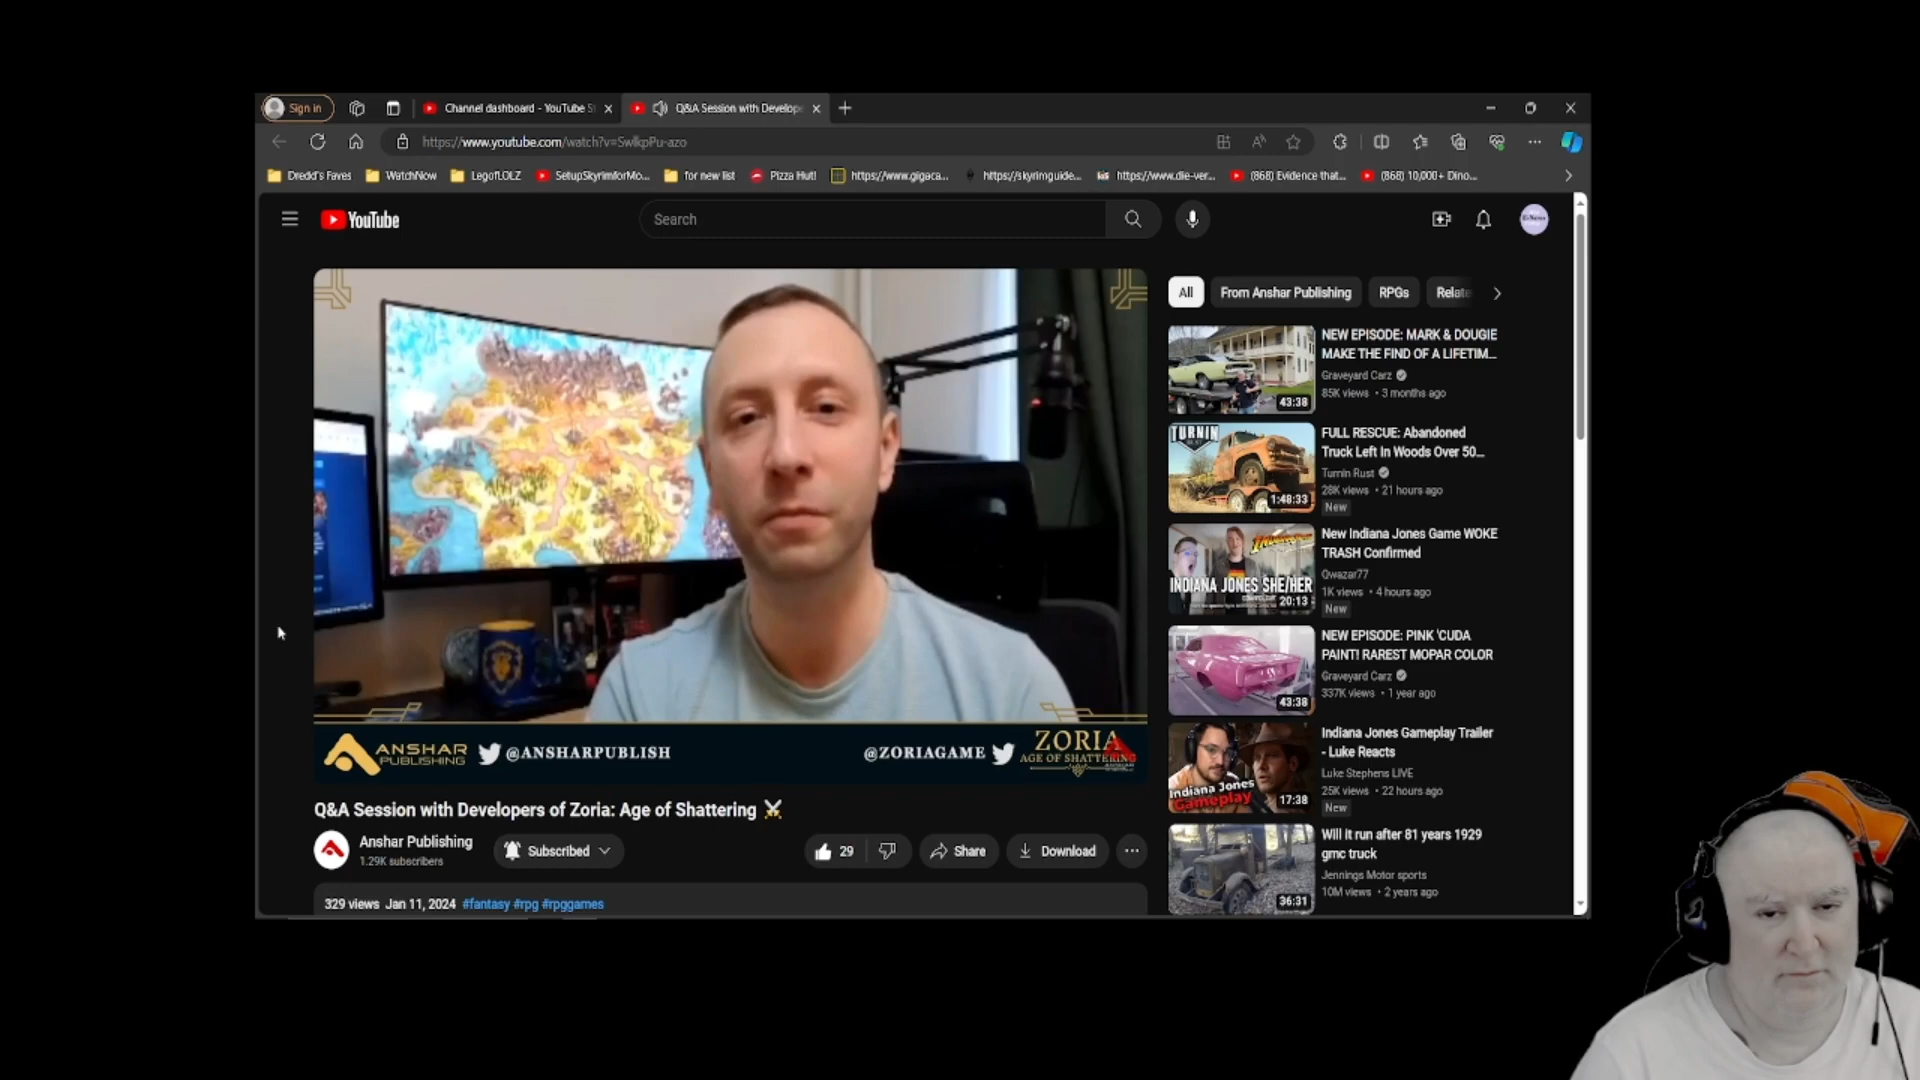 Sign in
Channel dashboard - YouTube S
Q&A Session with Develope
https://www.youtube.com/watch?v=SwlkpPu-azo
Dredd's Faves
WatchNow
LegofLOLZ
SetupSkyrimforMo...
for new list
Pizza Hut!
https://www.gigaca...
https://skyrimguide...
https://www.die-ver...
(868) Evidence that...
(868) 10,000+ Dino...
YouTube
Search
All
From Anshar Publishing
RPGs
Relate
NEW EPISODE: MARK & DOUGIE
MAKE THE FIND OF A LIFETIM...
Graveyard Carz
85K views • 3 months ago
43:38
TURNIN
FULL RESCUE: Abandoned
Truck Left In Woods Over 50...
Turnin Rust
28K views • 21 hours ago
New
1:48:33
INDIANA JONES SHE/HER
20:13
New Indiana Jones Game WOKE
TRASH Confirmed
Qwazar77
1K views • 4 hours ago
New
NEW EPISODE: PINK 'CUDA
PAINT! RAREST MOPAR COLOR
Graveyard Carz
337K views • 1 year ago
43:38
Indiana Jones
Gameplay
17:38
Indiana Jones Gameplay Trailer
- Luke Reacts
Luke Stephens LIVE
25K views • 22 hours ago
New
Will it run after 81 years 1929
gmc truck
Jennings Motor sports
10M views • 2 years ago
36:31
ANSHAR
PUBLISHING
@ANSHARPUBLISH
@ZORIAGAME
ZORIA
AGE OF SHATTERING
Q&A Session with Developers of Zoria: Age of Shattering ⚔
Anshar Publishing
1.29K subscribers
Subscribed
29
Share
Download
329 views Jan 11, 2024 #fantasy #rpg #rpggames